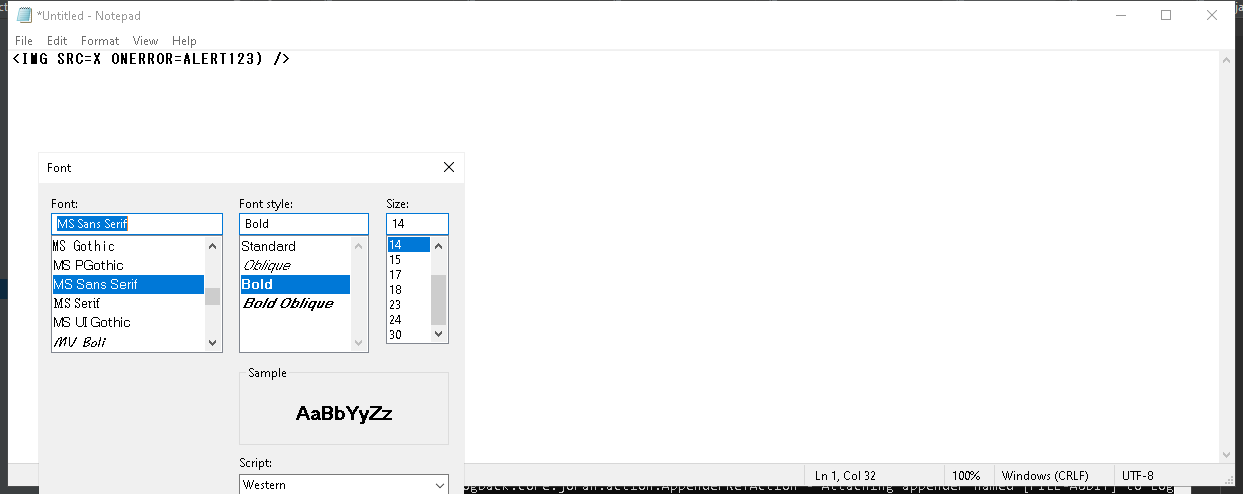 *Untitled - Notepad
File Edit Format View Help
<IMG SRC=X ONERROR=ALERT123) />
Font
Font: Font style: Size:
MS Sans Serif Bold 14
MS Gothic Standard 14
MS PGothic Oblique 15
MS Sans Serif Bold 17
MS Serif Bold Oblique 18
MS UI Gothic 23
MV Boli 24
30
Sample
AaBbYyZz
Script:
Western
Ln 1, Col 32 100% Windows (CRLF) UTF-8